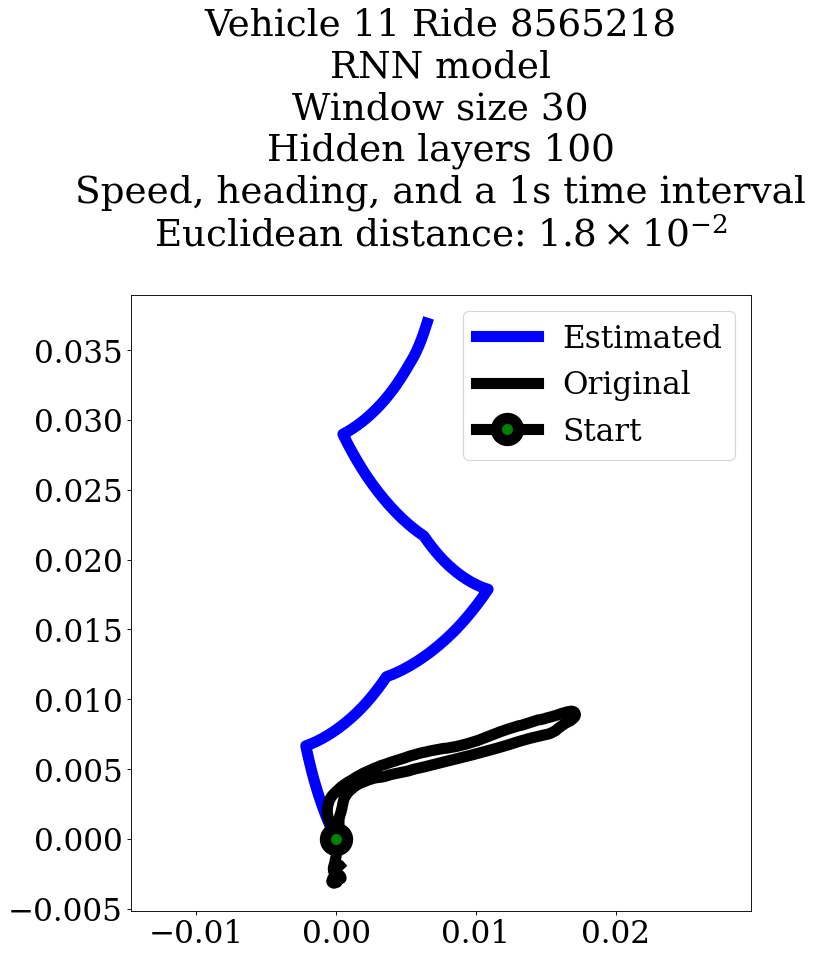 Vehicle 11 Ride 8565218
RNN model
Window size 30
Hidden layers 100
Speed, heading, and a 1s time interval
Euclidean distance: 1.8 × 10⁻²
Estimated
Original
Start
0.035
0.030
0.025
0.020
0.015
0.010
0.005
0.000
−0.005
−0.01 0.00 0.01 0.02